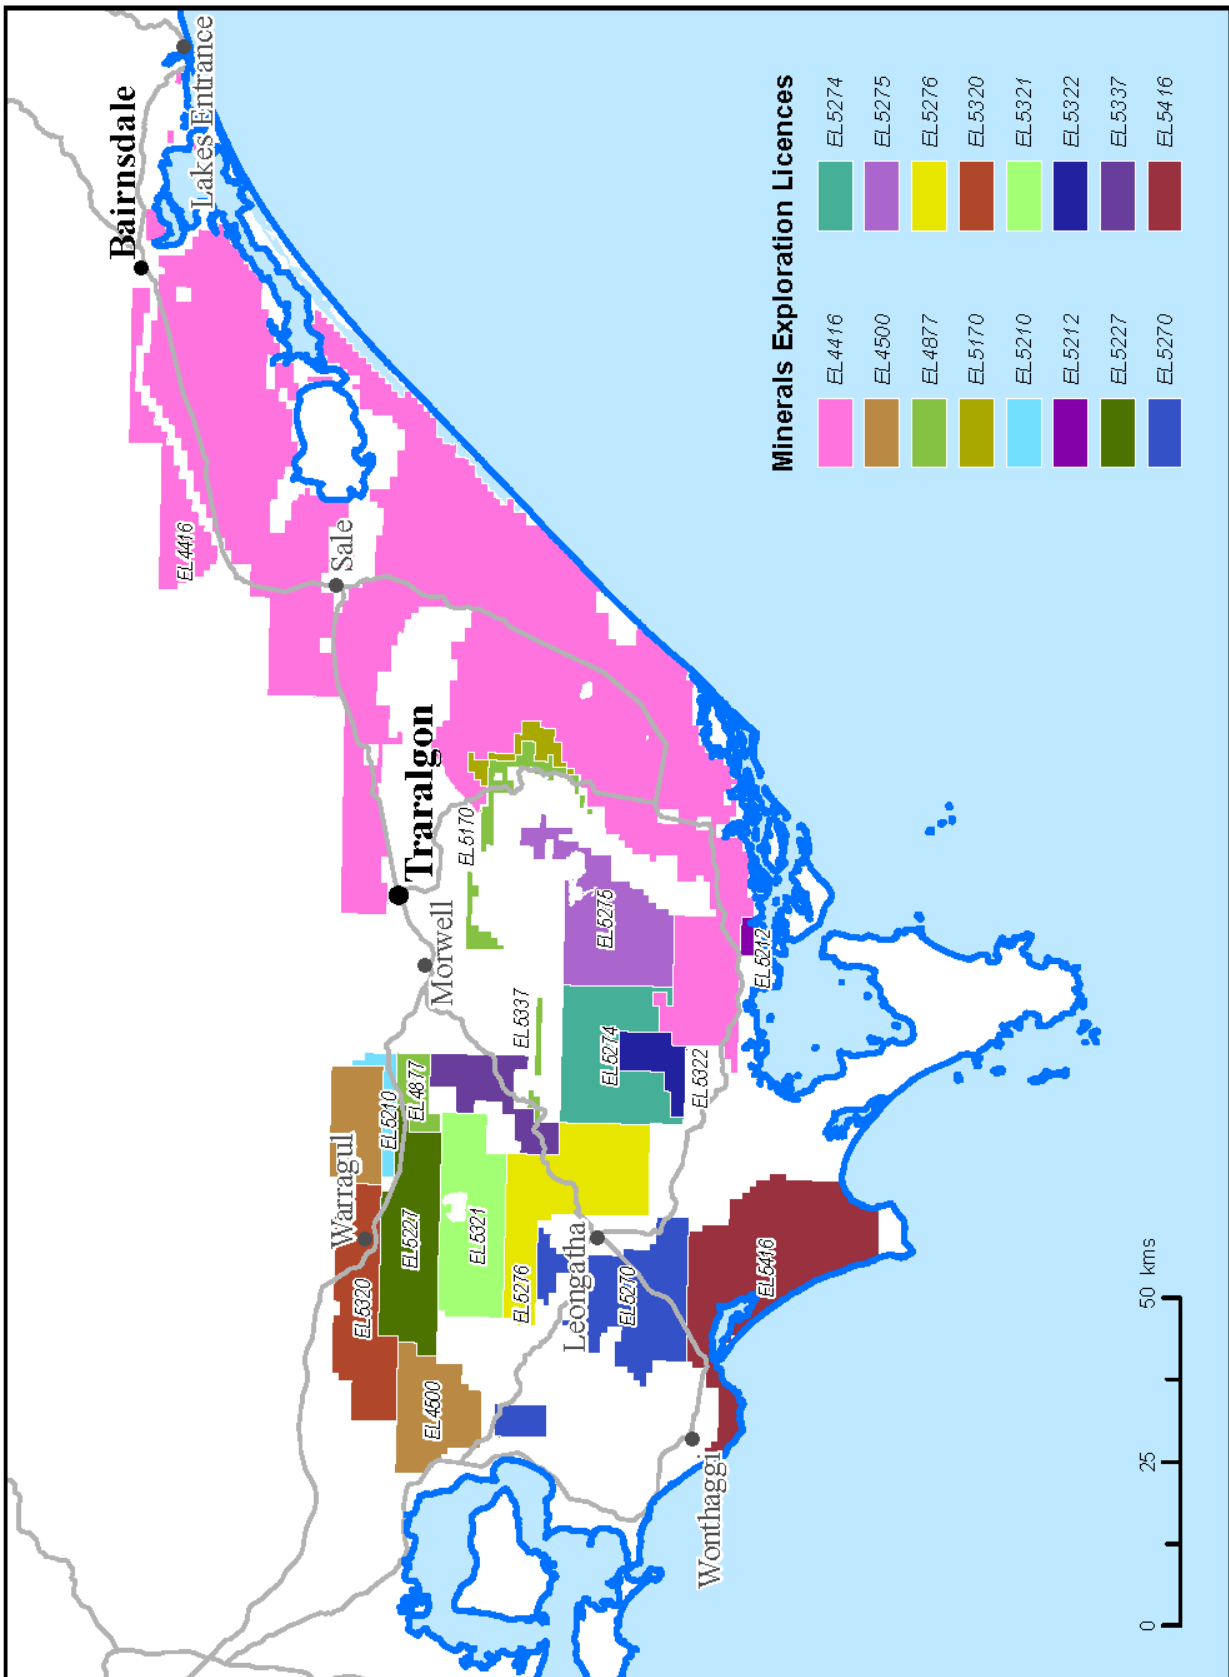 Bairnsdale
Lakes Entrance
EL4416
Sale
Traralgon
Morwell
EL5170
EL5275
EL5212
EL5337
EL5274
EL5322
EL4877
EL5210
Warragul
EL5227
EL5321
EL5320
EL5276
Leongatha
EL5270
EL5416
EL4500
Wonthaggi
Minerals Exploration Licences
EL4416
EL4500
EL4877
EL5170
EL5210
EL5212
EL5227
EL5270
EL5274
EL5275
EL5276
EL5320
EL5321
EL5322
EL5337
EL5416
0 25 50 kms